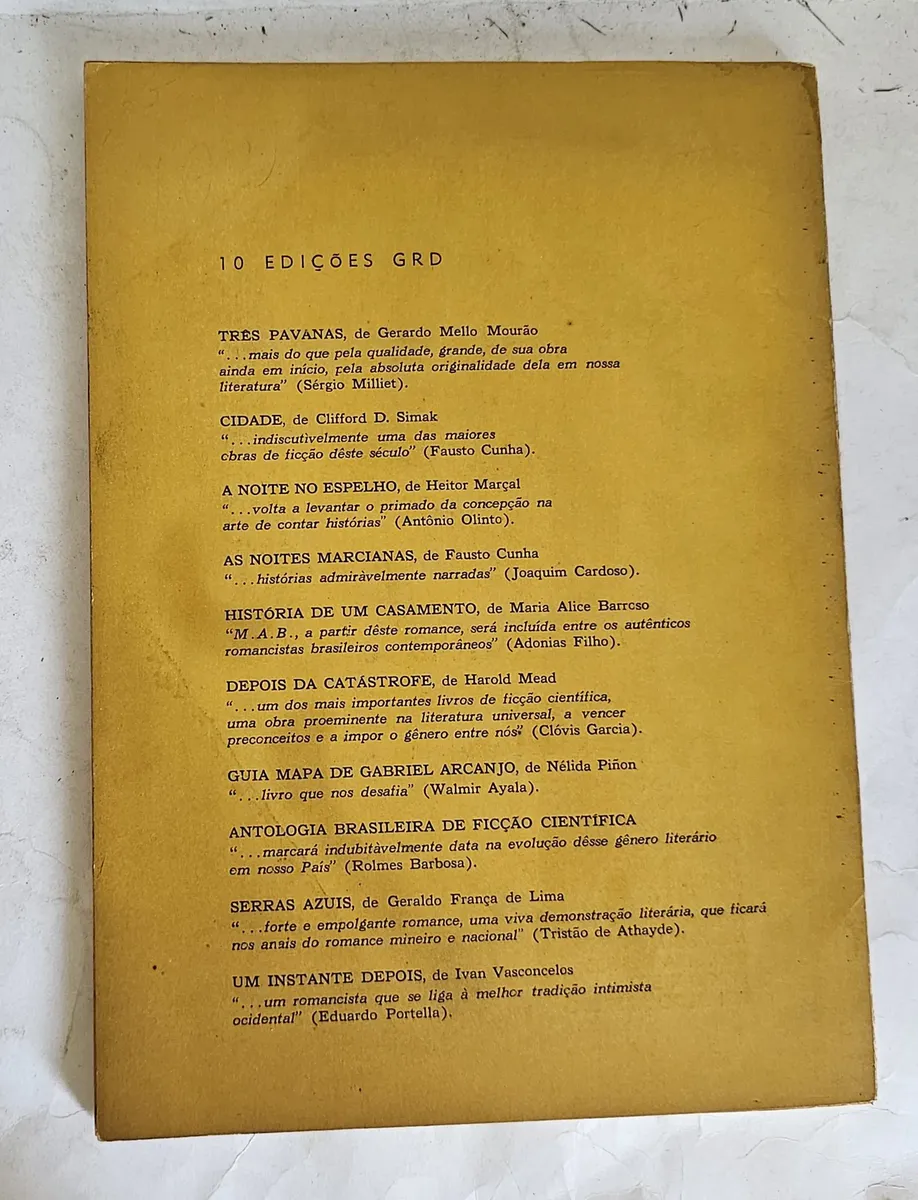 10 EDIÇÕES GRD
TRÊS PAVANAS, de Gerardo Mello Mourão
“...mais do que pela qualidade, grande, de sua obra
ainda em início, pela absoluta originalidade dela em nossa
literatura” (Sérgio Milliet).
CIDADE, de Clifford D. Simak
“...indiscutìvelmente uma das maiores
obras de ficção dêste século” (Fausto Cunha).
A NOITE NO ESPELHO, de Heitor Marçal
“...volta a levantar o primado da concepção na
arte de contar histórias” (Antônio Olinto).
AS NOITES MARCIANAS, de Fausto Cunha
“...histórias admiràvelmente narradas” (Joaquim Cardoso).
HISTÓRIA DE UM CASAMENTO, de Maria Alice Barroso
“M.A.B., a partir dêste romance, será incluída entre os autênticos
romancistas brasileiros contemporâneos” (Adonias Filho).
DEPOIS DA CATÁSTROFE, de Harold Mead
“...um dos mais importantes livros de ficção científica,
uma obra proeminente na literatura universal, a vencer
preconceitos e a impor o gênero entre nós” (Clóvis Garcia).
GUIA MAPA DE GABRIEL ARCANJO, de Nélida Piñon
“...livro que nos desafia” (Walmir Ayala).
ANTOLOGIA BRASILEIRA DE FICÇÃO CIENTÍFICA
“...marcará indubitàvelmente data na evolução dêsse gênero literário
em nosso País” (Rolmes Barbosa).
SERRAS AZUIS, de Geraldo França de Lima
“...forte e empolgante romance, uma viva demonstração literária, que ficará
nos anais do romance mineiro e nacional” (Tristão de Athayde).
UM INSTANTE DEPOIS, de Ivan Vasconcelos
“...um romancista que se liga à melhor tradição intimista
ocidental” (Eduardo Portella).